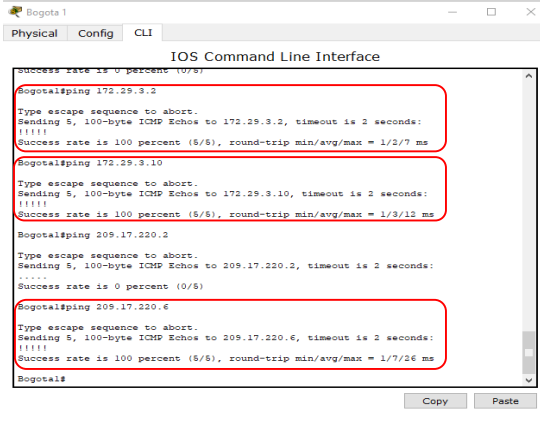 Bogota 1
Physical Config CLI
IOS Command Line Interface
Success rate is 0 percent (0/5)
Bogota1#ping 172.29.3.2
Type escape sequence to abort.
Sending 5, 100-byte ICMP Echos to 172.29.3.2, timeout is 2 seconds:
!!!!!
Success rate is 100 percent (5/5), round-trip min/avg/max = 1/2/7 ms
Bogota1#ping 172.29.3.10
Type escape sequence to abort.
Sending 5, 100-byte ICMP Echos to 172.29.3.10, timeout is 2 seconds:
!!!!!
Success rate is 100 percent (5/5), round-trip min/avg/max = 1/3/12 ms
Bogota1#ping 209.17.220.2
Type escape sequence to abort.
Sending 5, 100-byte ICMP Echos to 209.17.220.2, timeout is 2 seconds:
.....
Success rate is 0 percent (0/5)
Bogota1#ping 209.17.220.6
Type escape sequence to abort.
Sending 5, 100-byte ICMP Echos to 209.17.220.6, timeout is 2 seconds:
!!!!!
Success rate is 100 percent (5/5), round-trip min/avg/max = 1/7/26 ms
Bogota1#
Copy Paste